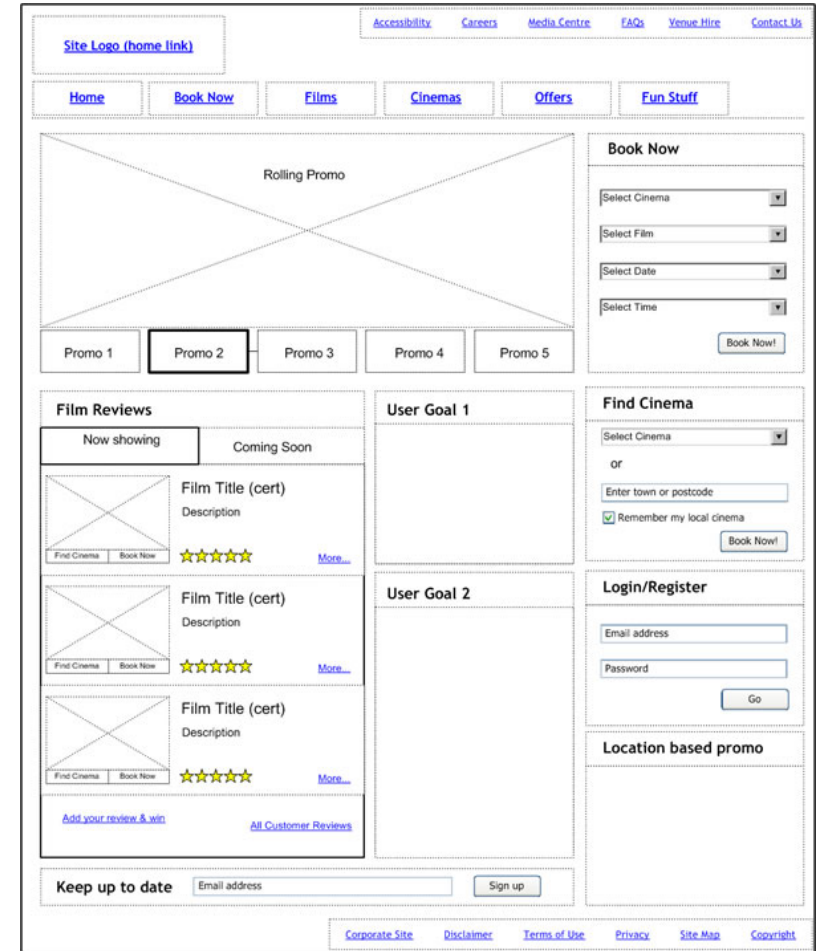 Accessibility Careers Media Centre FAQs Venue Hire Contact Us
Site Logo (home link)
Home Book Now Films Cinemas Offers Fun Stuff
Rolling Promo
Promo 1 Promo 2 Promo 3 Promo 4 Promo 5
Book Now
Select Cinema
Select Film
Select Date
Select Time
Book Now!
Film Reviews
Now showing Coming Soon
Film Title (cert)
Description
Find Cinema Book Now More...
Film Title (cert)
Description
Find Cinema Book Now More...
Film Title (cert)
Description
Find Cinema Book Now More...
Add your review & win All Customer Reviews
User Goal 1
User Goal 2
Find Cinema
Select Cinema
or
Enter town or postcode
Remember my local cinema
Book Now!
Login/Register
Email address
Password
Go
Location based promo
Keep up to date Email address Sign up
Corporate Site Disclaimer Terms of Use Privacy Site Map Copyright